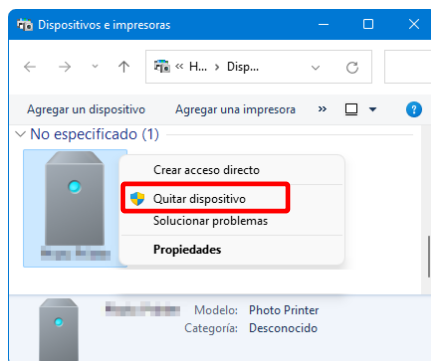 Dispositivos e impresoras
« H... › Disp...
Agregar un dispositivo Agregar una impresora »
No especificado (1)
Crear acceso directo
Quitar dispositivo
Solucionar problemas
Propiedades
Modelo: Photo Printer
Categoría: Desconocido